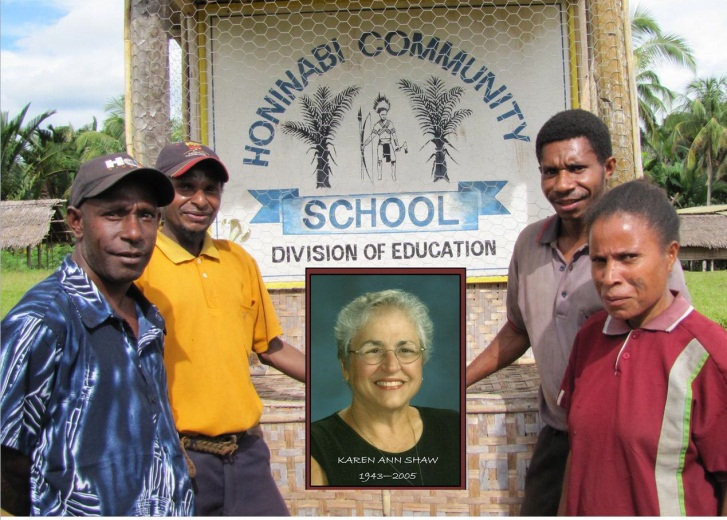 HONINABI COMMUNITY
SCHOOL
DIVISION OF EDUCATION
KAREN ANN SHAW
1943—2005